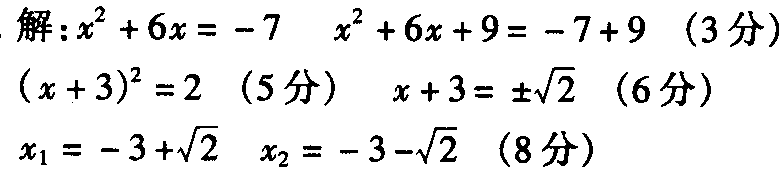 解:x² + 6x = －7 x² + 6x + 9 = －7 + 9 (3分)
(x + 3)² = 2 (5分) x + 3 = ±√2 (6分)
x₁ = －3 + √2 x₂ = －3 － √2 (8分)